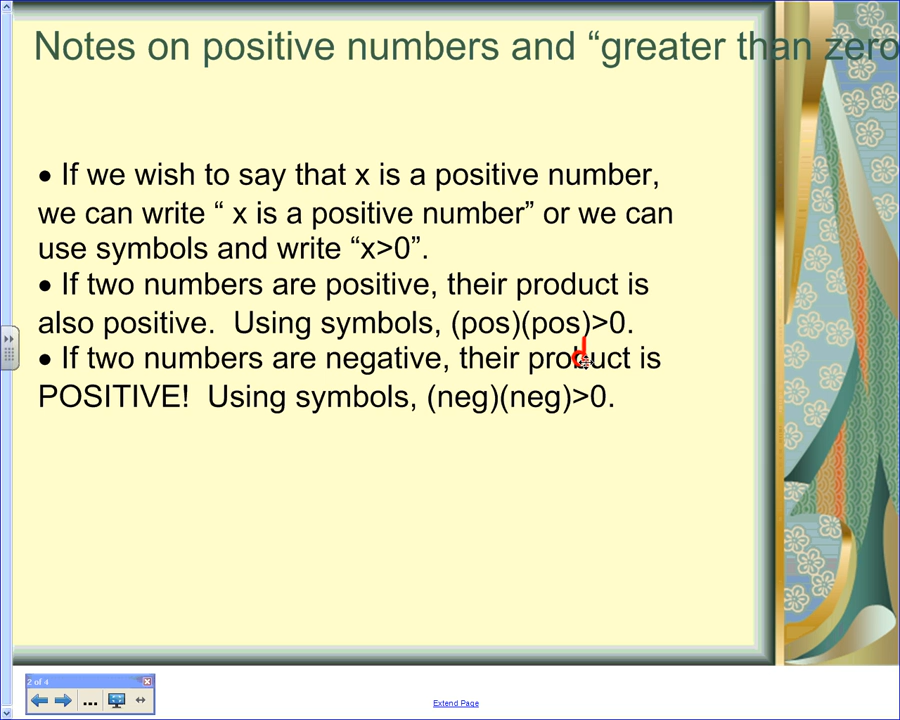 Notes on positive numbers and “greater than zero
• If we wish to say that x is a positive number,
we can write “ x is a positive number” or we can
use symbols and write “x>0”.
• If two numbers are positive, their product is
also positive.  Using symbols, (pos)(pos)>0.
• If two numbers are negative, their product is
POSITIVE!  Using symbols, (neg)(neg)>0.
2 of 4
...
Extend Page